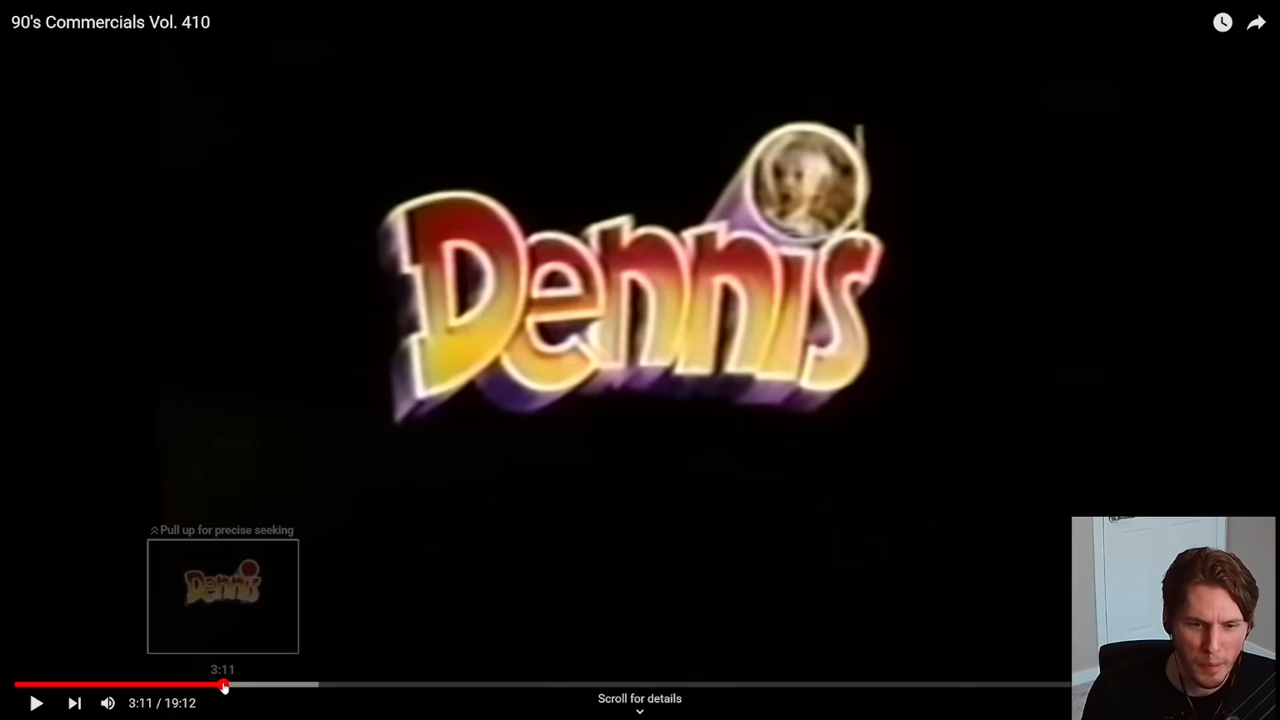 90's Commercials Vol. 410
Dennis
Pull up for precise seeking
Dennis
3:11
3:11 / 19:12
Scroll for details